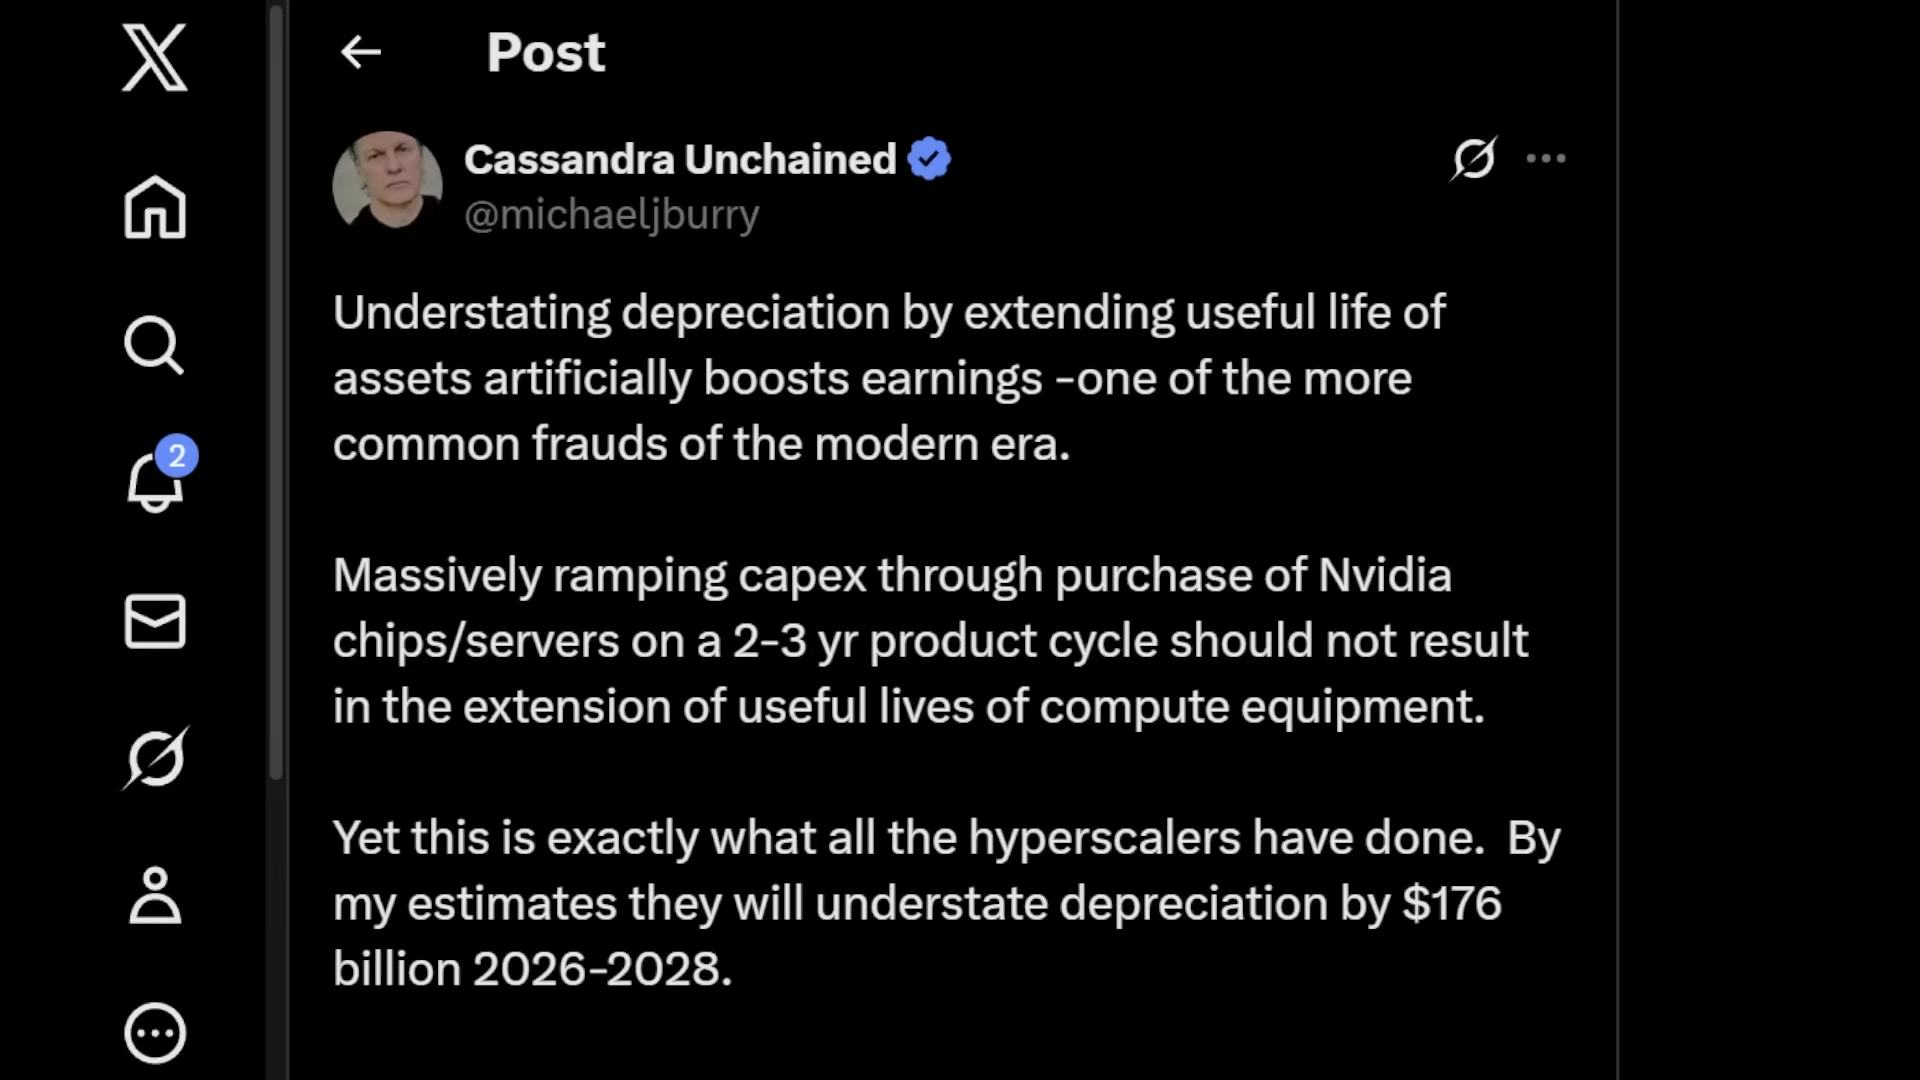 Post
Cassandra Unchained
@michaeljburry
Understating depreciation by extending useful life of
assets artificially boosts earnings -one of the more
common frauds of the modern era.
Massively ramping capex through purchase of Nvidia
chips/servers on a 2-3 yr product cycle should not result
in the extension of useful lives of compute equipment.
Yet this is exactly what all the hyperscalers have done.  By
my estimates they will understate depreciation by $176
billion 2026-2028.
2